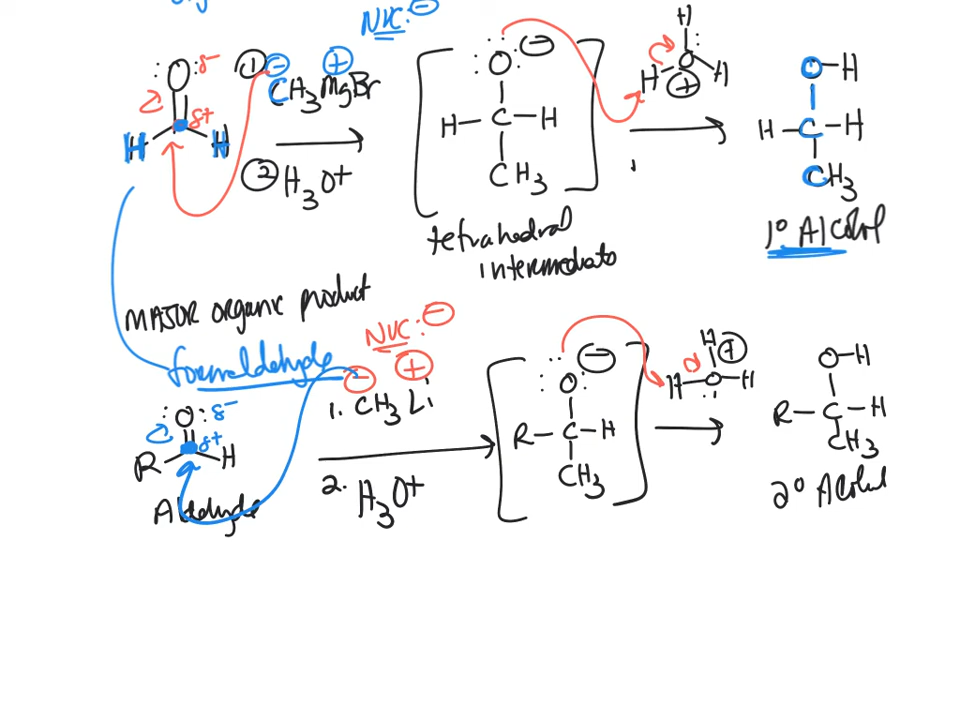 NUC:⊖
:O: δ-
① ⊖ ⊕
CH3MgBr
δ+
H H
② H3O+
:O: ⊖
H-C-H
CH3
tetrahedral
intermediate
H
H-O-H
⊕
O-H
H-C-H
CH3
1° Alcohol
MAJOR organic product
formaldehyde
NUC:⊖
⊖ ⊕
1. CH3Li
2. H3O+
:O: δ-
δ+
R H
Aldehyde
:O: ⊖
R-C-H
CH3
H ⊕
H-O-H
O-H
R-C-H
CH3
2° Alcohol